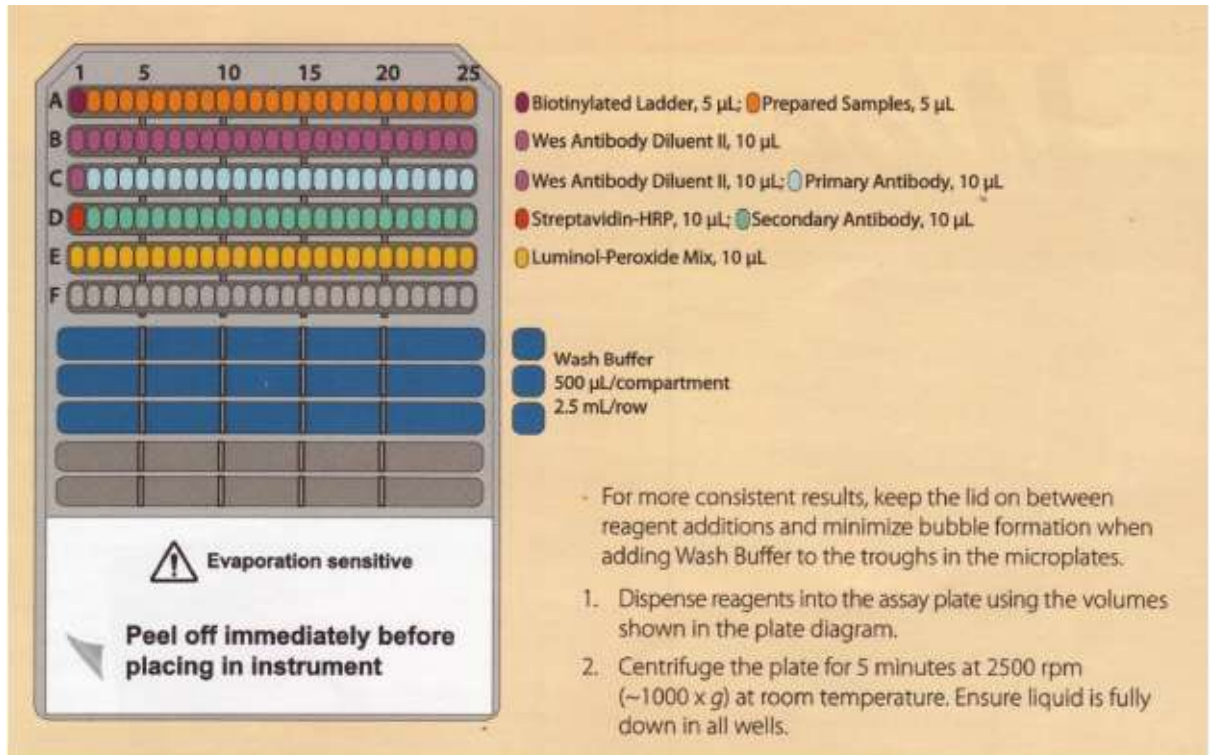 1 5 10 15 20 25
A
Biotinylated Ladder, 5 µL; Prepared Samples, 5 µL
B
Wes Antibody Diluent II, 10 µL
C
Wes Antibody Diluent II, 10 µL; Primary Antibody, 10 µL
D
Streptavidin-HRP, 10 µL; Secondary Antibody, 10 µL
E
Luminol-Peroxide Mix, 10 µL
F
Wash Buffer
500 µL/compartment
2.5 mL/row
Evaporation sensitive
Peel off immediately before
placing in instrument
- For more consistent results, keep the lid on between
reagent additions and minimize bubble formation when
adding Wash Buffer to the troughs in the microplates.
1. Dispense reagents into the assay plate using the volumes
shown in the plate diagram.
2. Centrifuge the plate for 5 minutes at 2500 rpm
(~1000 x g) at room temperature. Ensure liquid is fully
down in all wells.